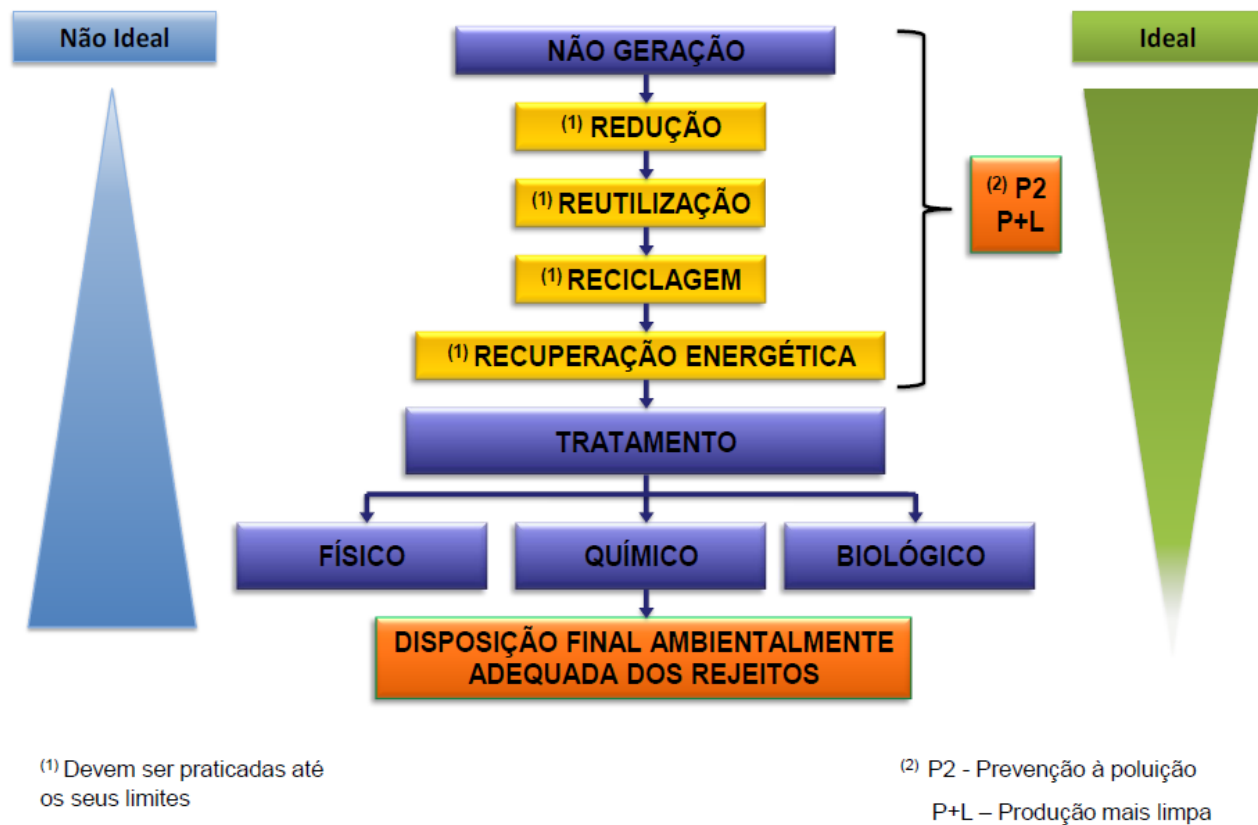 Não Ideal
NÃO GERAÇÃO
Ideal
(1) REDUÇÃO
(1) REUTILIZAÇÃO
(2) P2
P+L
(1) RECICLAGEM
(1) RECUPERAÇÃO ENERGÉTICA
TRATAMENTO
FÍSICO
QUÍMICO
BIOLÓGICO
DISPOSIÇÃO FINAL AMBIENTALMENTE
ADEQUADA DOS REJEITOS
(1) Devem ser praticadas até
os seus limites
(2) P2 - Prevenção à poluição
P+L – Produção mais limpa